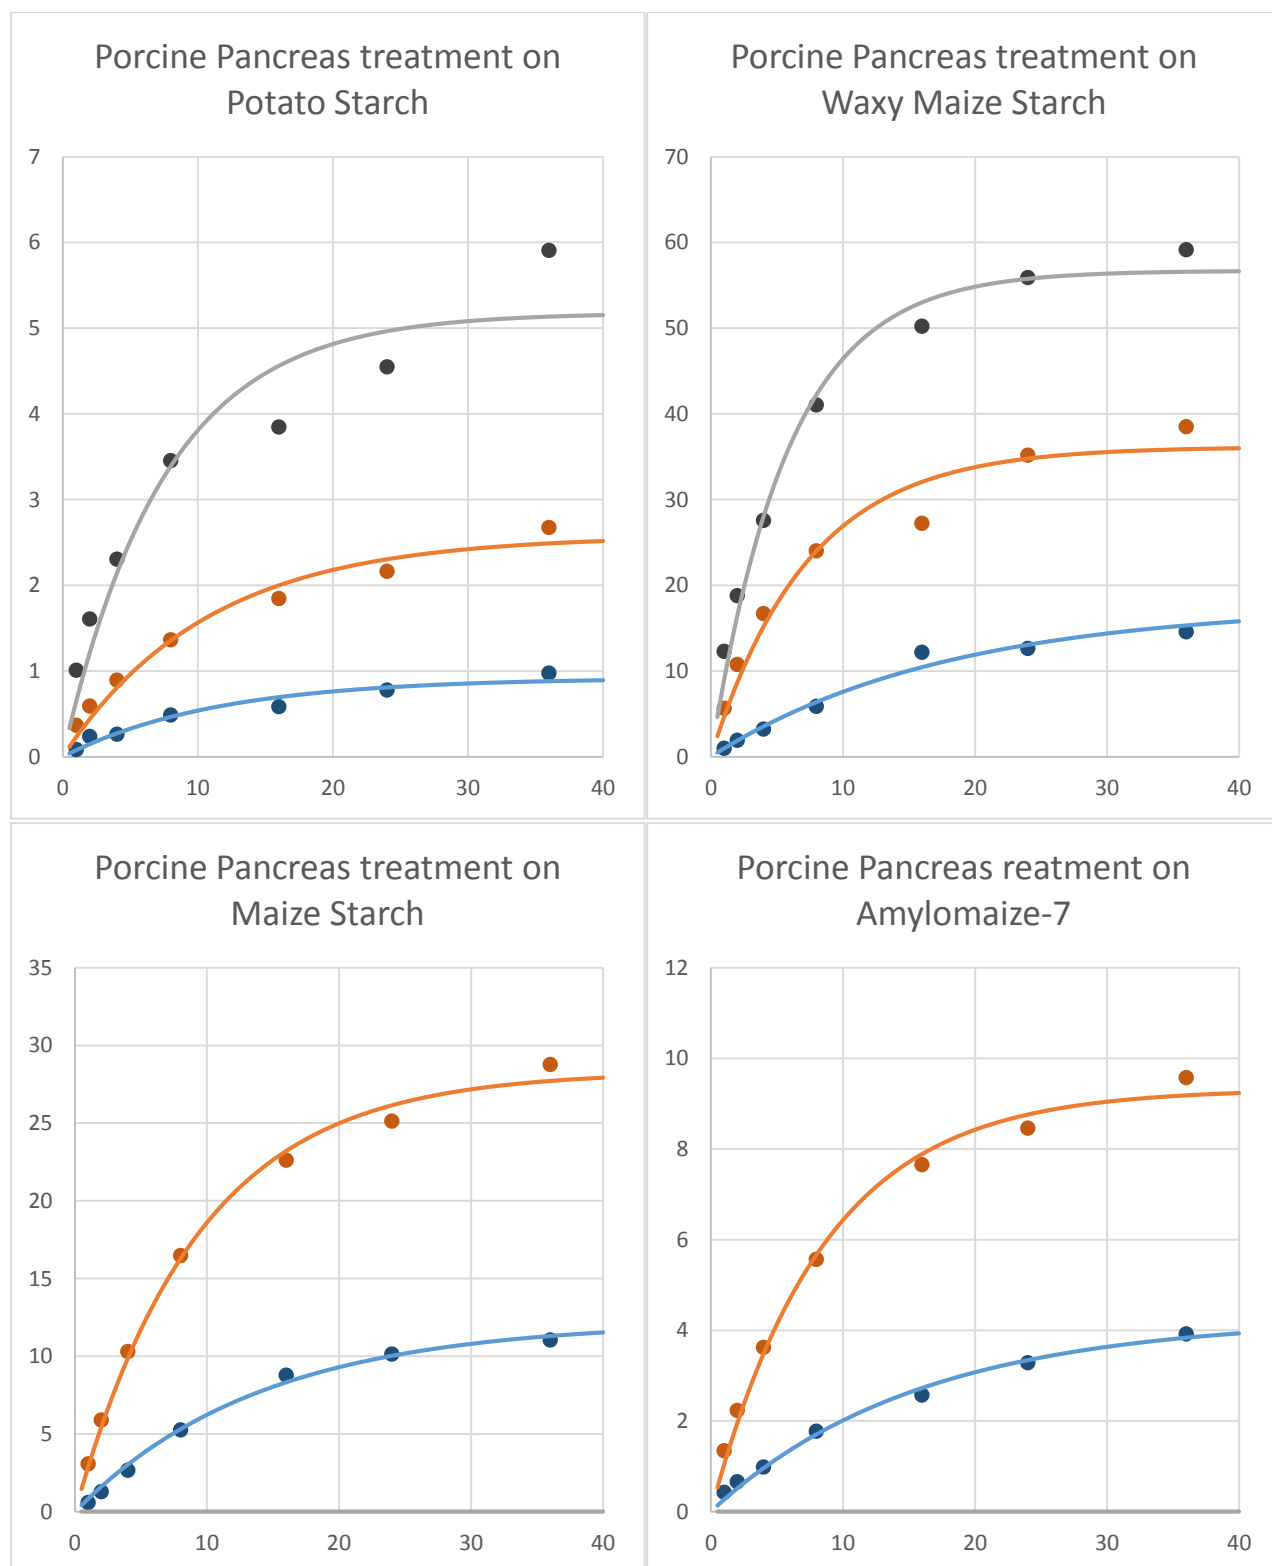 Porcine Pancreas treatment on
Potato Starch
7
6
5
4
3
2
1
0
0 10 20 30 40
Porcine Pancreas treatment on
Waxy Maize Starch
70
60
50
40
30
20
10
0
0 10 20 30 40
Porcine Pancreas treatment on
Maize Starch
35
30
25
20
15
10
5
0
0 10 20 30 40
Porcine Pancreas reatment on
Amylomaize-7
12
10
8
6
4
2
0
0 10 20 30 40